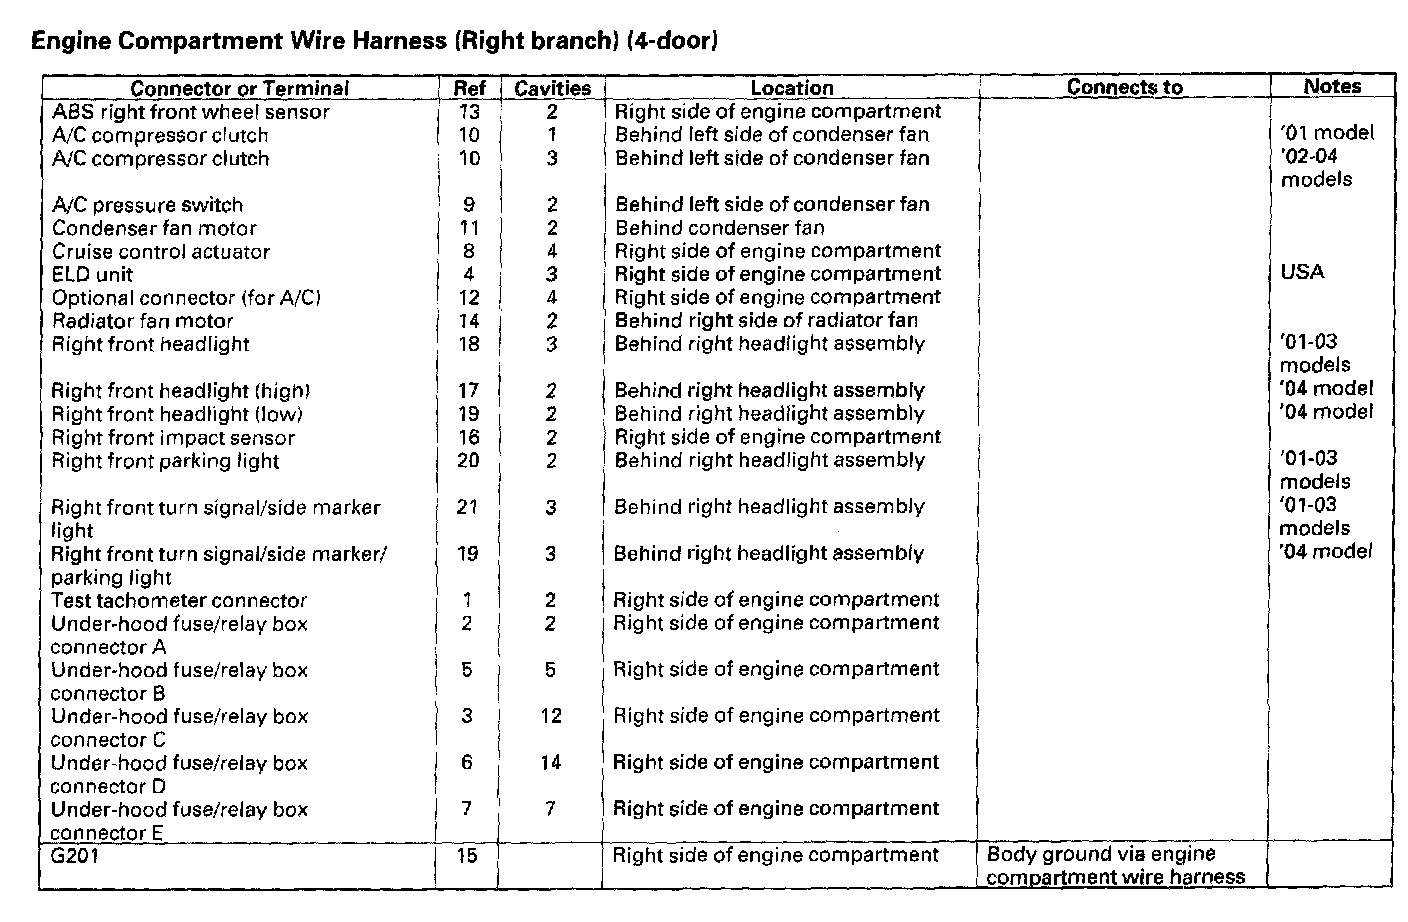 Engine Compartment Wire Harness (Right branch) (4-door)
Connector or Terminal Ref Cavities Location Connects to Notes
ABS right front wheel sensor 13 2 Right side of engine compartment
A/C compressor clutch 10 1 Behind left side of condenser fan '01 model
A/C compressor clutch 10 3 Behind left side of condenser fan '02-04
models
A/C pressure switch 9 2 Behind left side of condenser fan
Condenser fan motor 11 2 Behind condenser fan
Cruise control actuator 8 4 Right side of engine compartment
ELD unit 4 3 Right side of engine compartment USA
Optional connector (for A/C) 12 4 Right side of engine compartment
Radiator fan motor 14 2 Behind right side of radiator fan
Right front headlight 18 3 Behind right headlight assembly '01-03
models
Right front headlight (high) 17 2 Behind right headlight assembly '04 model
Right front headlight (low) 19 2 Behind right headlight assembly '04 model
Right front impact sensor 16 2 Right side of engine compartment
Right front parking light 20 2 Behind right headlight assembly '01-03
models
Right front turn signal/side marker 21 3 Behind right headlight assembly '01-03
light models
Right front turn signal/side marker/ 19 3 Behind right headlight assembly '04 model
parking light
Test tachometer connector 1 2 Right side of engine compartment
Under-hood fuse/relay box 2 2 Right side of engine compartment
connector A
Under-hood fuse/relay box 5 5 Right side of engine compartment
connector B
Under-hood fuse/relay box 3 12 Right side of engine compartment
connector C
Under-hood fuse/relay box 6 14 Right side of engine compartment
connector D
Under-hood fuse/relay box 7 7 Right side of engine compartment
connector E
G201 15 Right side of engine compartment Body ground via engine
compartment wire harness